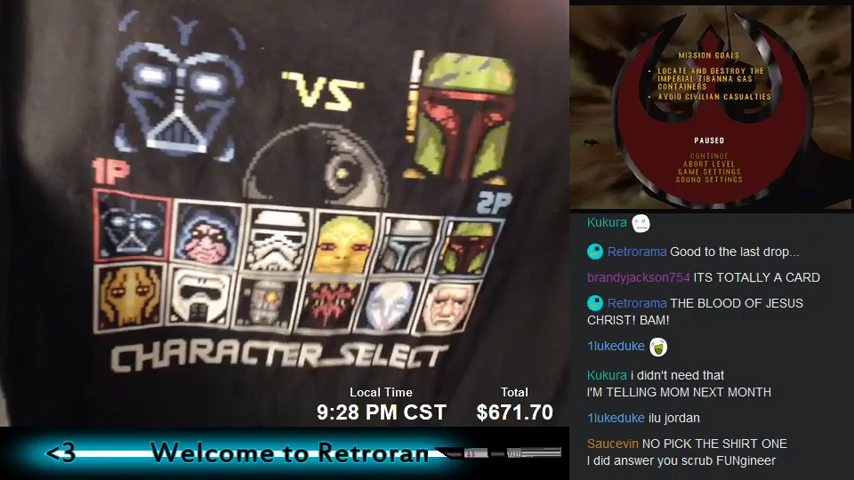 VS
1P
2P
CHARACTER SELECT
Local Time
Total
9:28 PM CST
$671.70
<3 Welcome to Retroran
MISSION GOALS
• LOCATE AND DESTROY THE
IMPERIAL TIBANNA GAS
CONTAINERS
• AVOID CIVILIAN CASUALTIES
PAUSED
CONTINUE
ABORT LEVEL
GAME SETTINGS
SOUND SETTINGS
Kukura
Retrorama Good to the last drop...
brandyjackson754 ITS TOTALLY A CARD
Retrorama THE BLOOD OF JESUS
CHRIST! BAM!
1lukeduke
Kukura i didn't need that
I'M TELLING MOM NEXT MONTH
1lukeduke ilu jordan
Saucevin NO PICK THE SHIRT ONE
I did answer you scrub FUNgineer